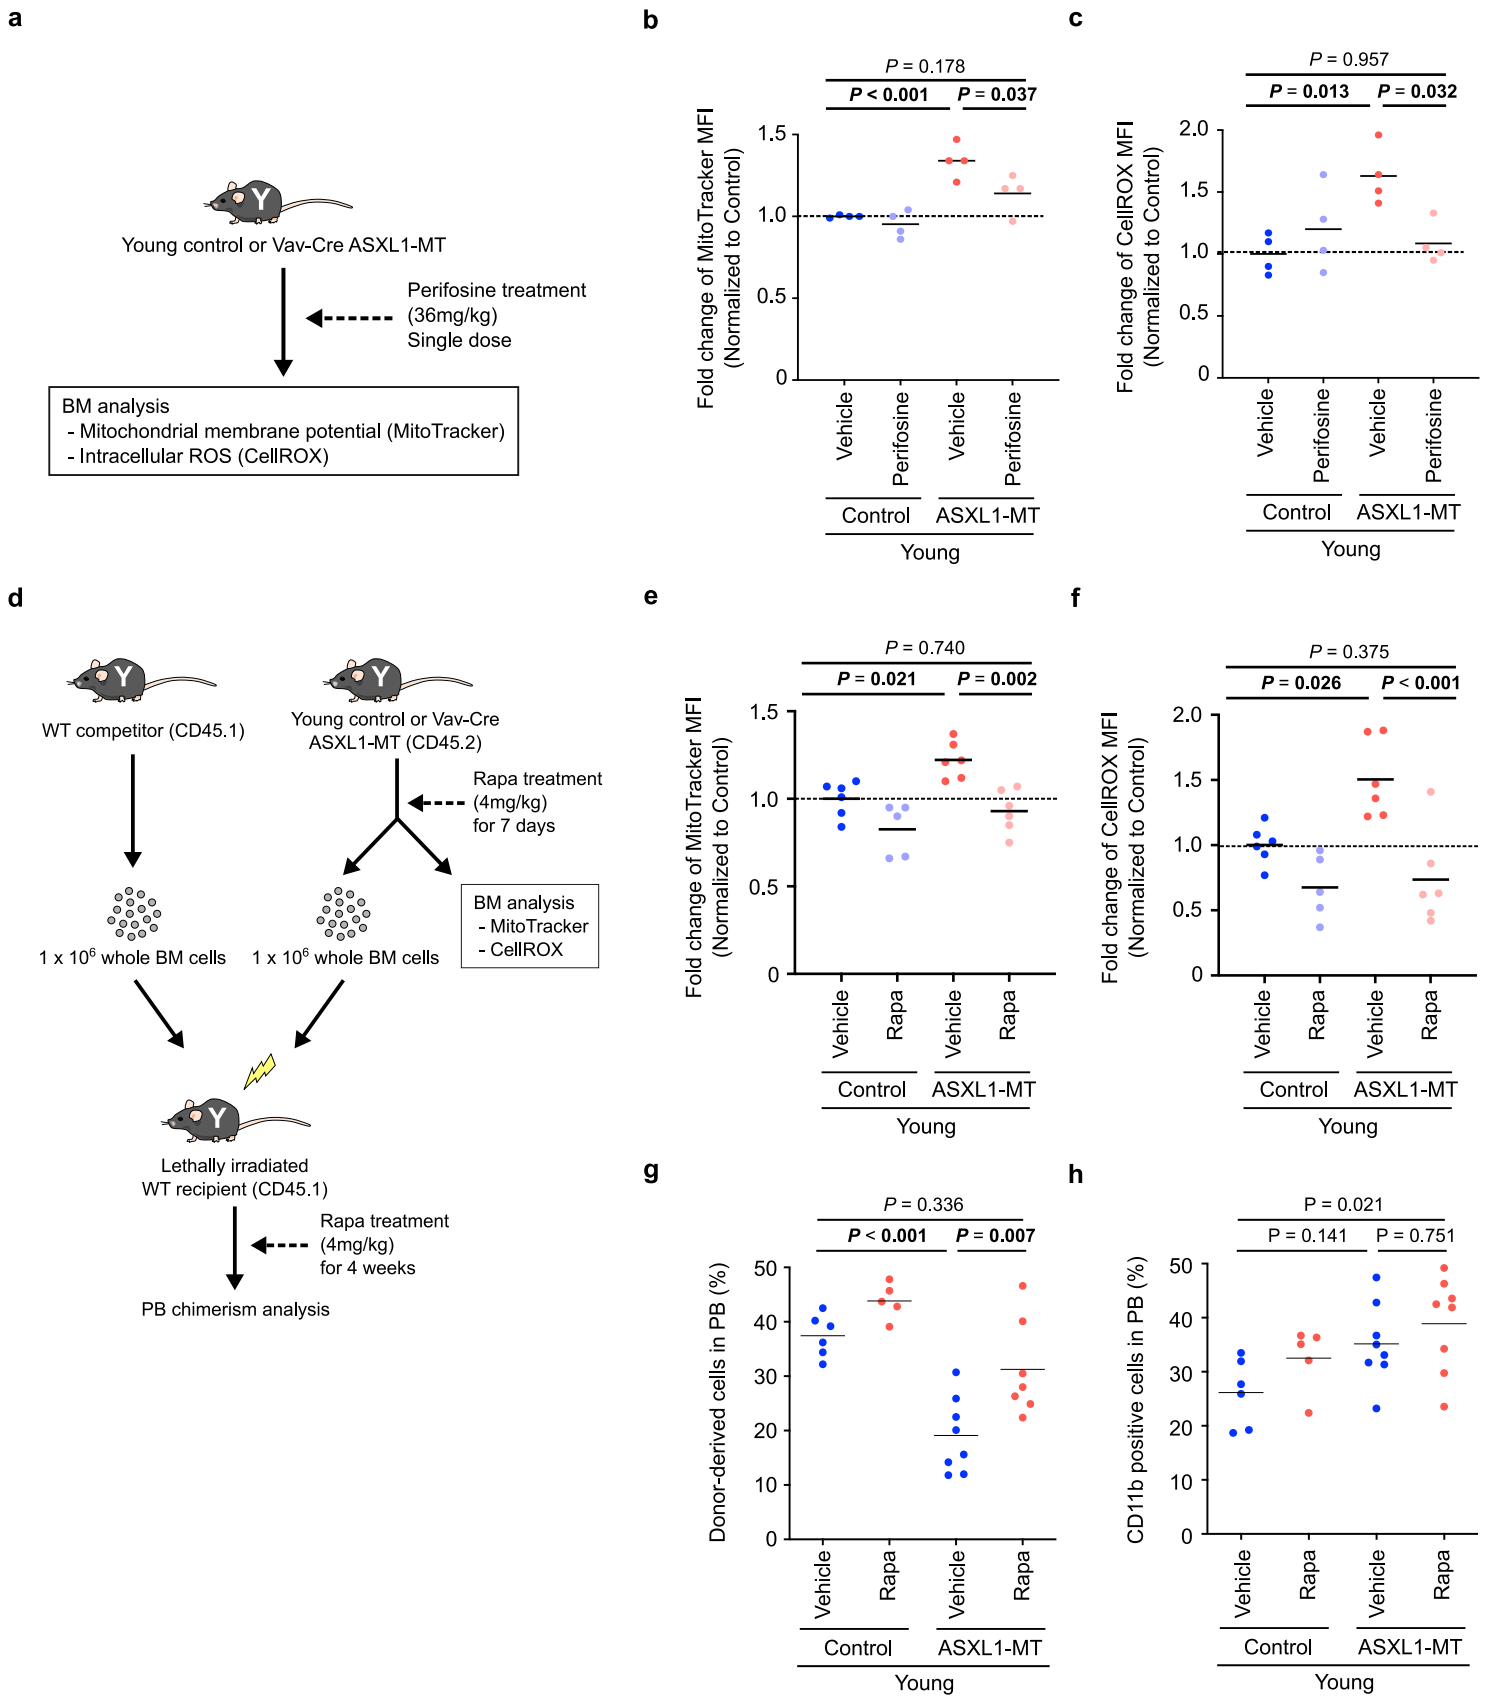 a
Y
Young control or Vav-Cre ASXL1-MT
Perifosine treatment
(36mg/kg)
Single dose
BM analysis
- Mitochondrial membrane potential (MitoTracker)
- Intracellular ROS (CellROX)
b
P = 0.178
P < 0.001
P = 0.037
Fold change of MitoTracker MFI
(Normalized to Control)
1.5
1.0
0.5
0
Vehicle
Perifosine
Vehicle
Perifosine
Control
ASXL1-MT
Young
c
P = 0.957
P = 0.013
P = 0.032
Fold change of CellROX MFI
(Normalized to Control)
2.0
1.5
1.0
0.5
0
Vehicle
Perifosine
Vehicle
Perifosine
Control
ASXL1-MT
Young
d
Y
Y
WT competitor (CD45.1)
Young control or Vav-Cre
ASXL1-MT (CD45.2)
Rapa treatment
(4mg/kg)
for 7 days
BM analysis
- MitoTracker
- CellROX
1 x 10⁶ whole BM cells
1 x 10⁶ whole BM cells
Y
Lethally irradiated
WT recipient (CD45.1)
Rapa treatment
(4mg/kg)
for 4 weeks
PB chimerism analysis
e
P = 0.740
P = 0.021
P = 0.002
Fold change of MitoTracker MFI
(Normalized to Control)
1.5
1.0
0.5
0
Vehicle
Rapa
Vehicle
Rapa
Control
ASXL1-MT
Young
f
P = 0.375
P = 0.026
P < 0.001
Fold change of CellROX MFI
(Normalized to Control)
2.0
1.5
1.0
0.5
0
Vehicle
Rapa
Vehicle
Rapa
Control
ASXL1-MT
Young
g
P = 0.336
P < 0.001
P = 0.007
Donor-derived cells in PB (%)
50
40
30
20
10
0
Vehicle
Rapa
Vehicle
Rapa
Control
ASXL1-MT
Young
h
P = 0.021
P = 0.141
P = 0.751
CD11b positive cells in PB (%)
50
40
30
20
10
0
Vehicle
Rapa
Vehicle
Rapa
Control
ASXL1-MT
Young